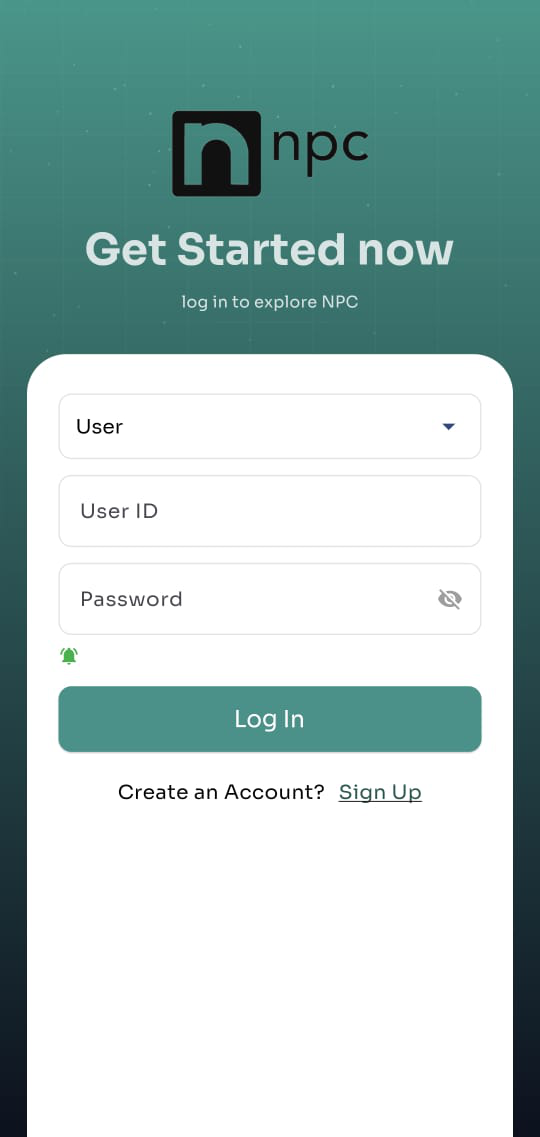 n npc
Get Started now
log in to explore NPC
User
User ID
Password
Log In
Create an Account? Sign Up